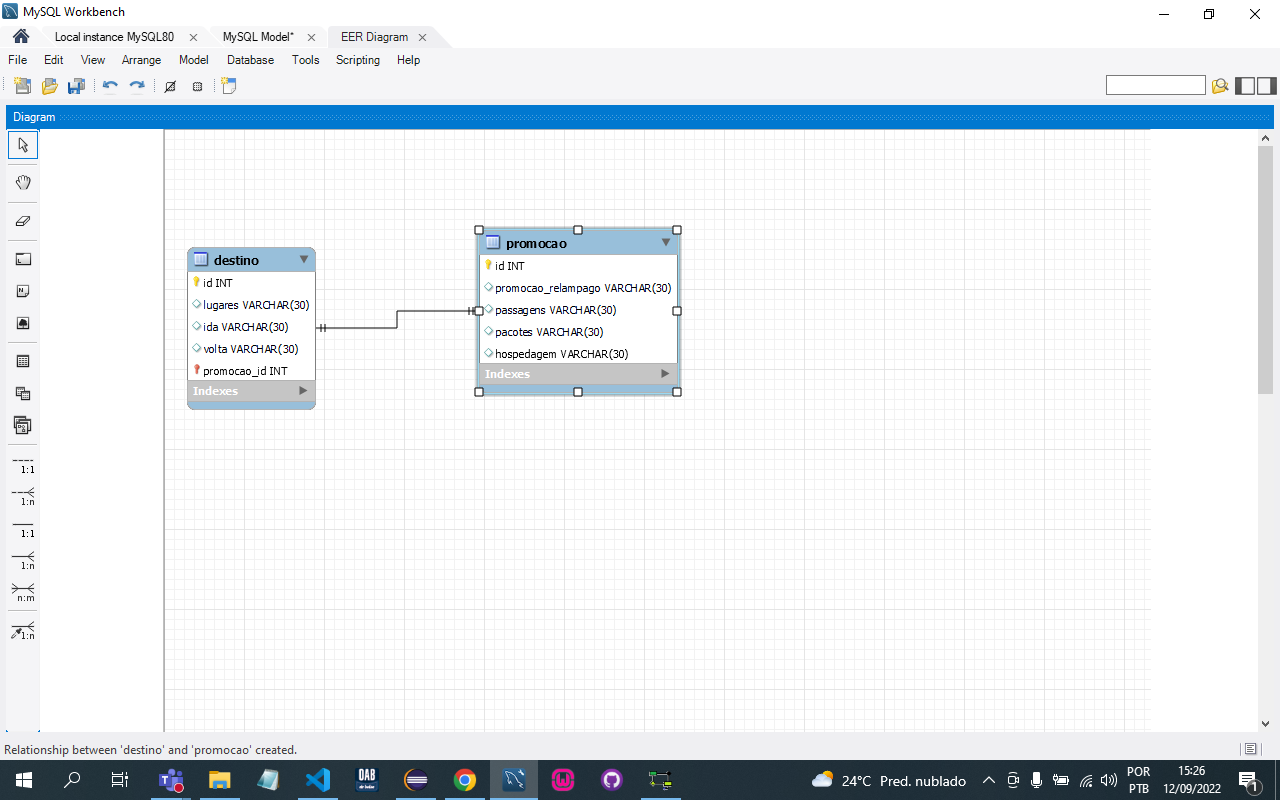 MySQL Workbench
Local instance MySQL80
MySQL Model*
EER Diagram
File Edit View Arrange Model Database Tools Scripting Help
Diagram
destino
id INT
lugares VARCHAR(30)
ida VARCHAR(30)
volta VARCHAR(30)
promocao_id INT
Indexes
promocao
id INT
promocao_relampago VARCHAR(30)
passagens VARCHAR(30)
pacotes VARCHAR(30)
hospedagem VARCHAR(30)
Indexes
1:1
1:n
1:1
1:n
n:m
1:n
Relationship between 'destino' and 'promocao' created.
OAB
24°C Pred. nublado
POR
PTB
15:26
12/09/2022
1